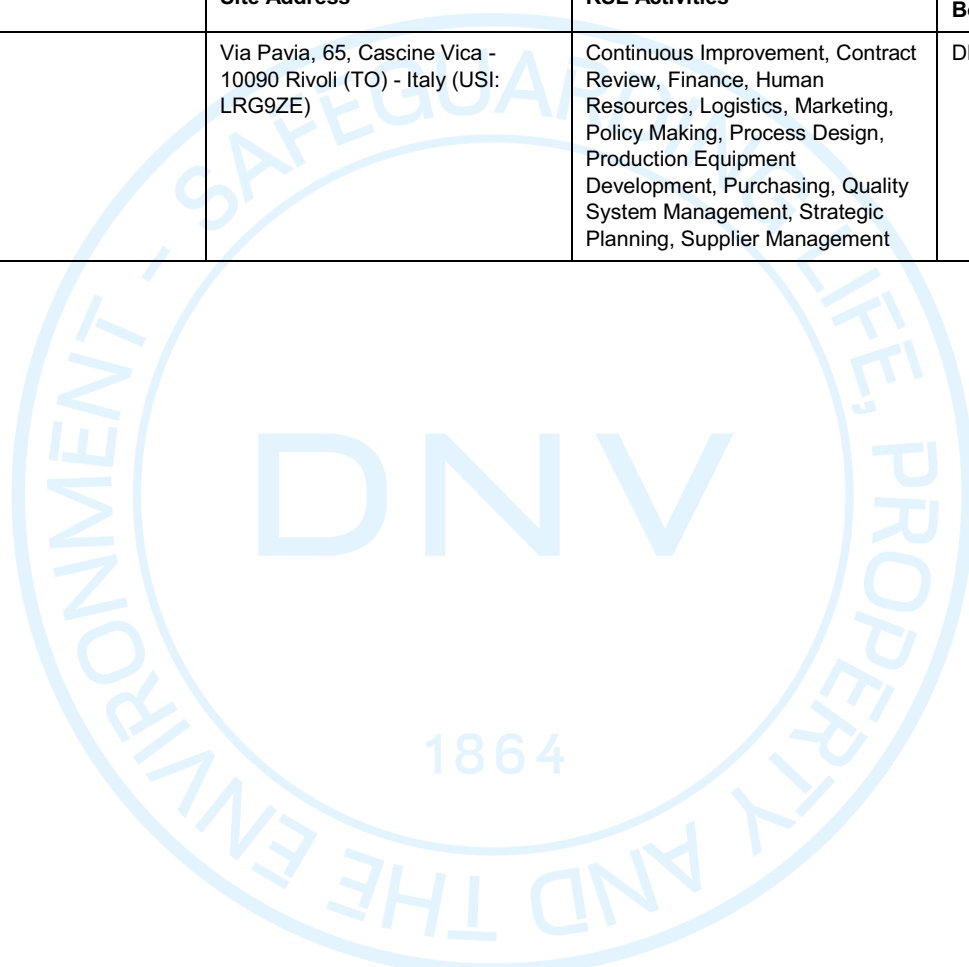 Site Address
RSL Activities
Via Pavia, 65, Cascine Vica -
10090 Rivoli (TO) - Italy (USI:
LRG9ZE)
Continuous Improvement, Contract
Review, Finance, Human
Resources, Logistics, Marketing,
Policy Making, Process Design,
Production Equipment
Development, Purchasing, Quality
System Management, Strategic
Planning, Supplier Management
SAFEGUARDING LIFE, PROPERTY AND THE ENVIRONMENT -
DNV
1864